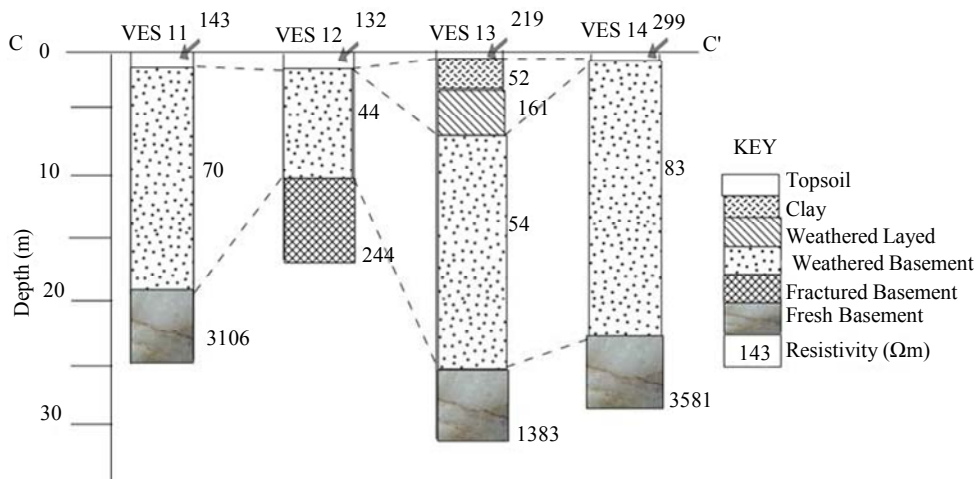 C
VES 11 143
VES 12 132
VES 13 219
VES 14 299
C'
0
10
20
30
Depth (m)
70
3106
44
244
52
161
54
1383
83
3581
KEY
Topsoil
Clay
Weathered Layed
Weathered Basement
Fractured Basement
Fresh Basement
143 Resistivity (Ωm)